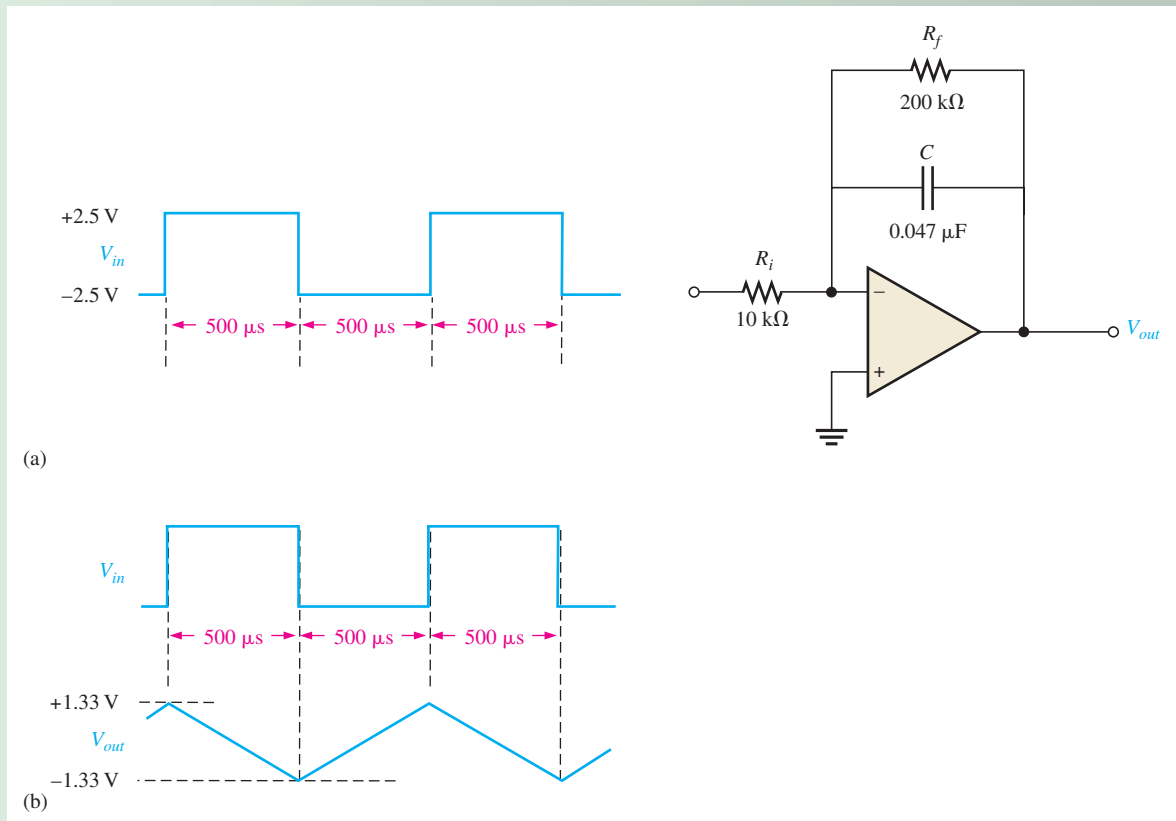 +2.5 V
V_in
–2.5 V
500 μs 500 μs 500 μs
R_f
200 kΩ
C
0.047 μF
R_i
10 kΩ
–
+
V_out
(a)
V_in
500 μs 500 μs 500 μs
+1.33 V
V_out
–1.33 V
(b)